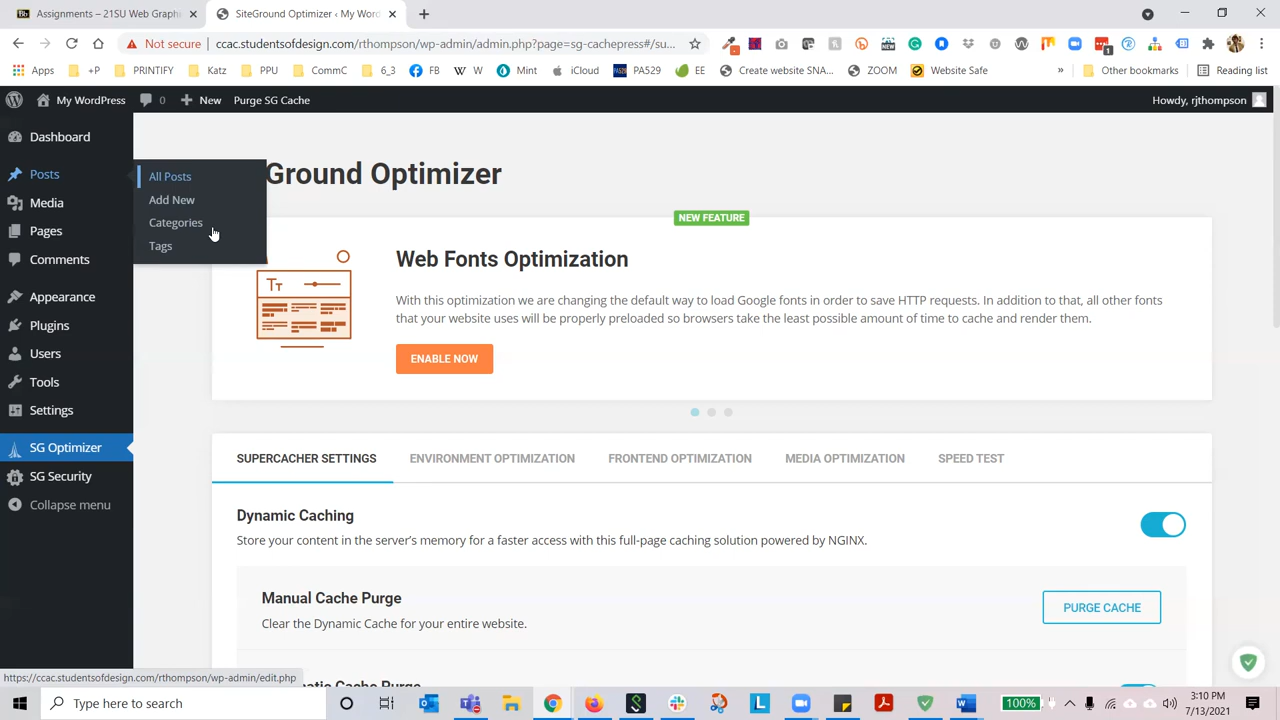 Assignments – 21SU Web Graphi
SiteGround Optimizer ‹ My Word
Not secure
ccac.studentsofdesign.com/rthompson/wp-admin/admin.php?page=sg-cachepress#/su...
Apps
+P
PRINTIFY
Katz
PPU
CommC
6_3
FB
W
Mint
iCloud
PA529
EE
Create website SNA...
ZOOM
Website Safe
»
Other bookmarks
Reading list
My WordPress
0
New
Purge SG Cache
Howdy, rjthompson
Dashboard
Posts
Media
Pages
Comments
Appearance
Plugins
Users
Tools
Settings
SG Optimizer
SG Security
Collapse menu
All Posts
Add New
Categories
Tags
Ground Optimizer
NEW FEATURE
Web Fonts Optimization
With this optimization we are changing the default way to load Google fonts in order to save HTTP requests. In addition to that, all other fonts
that your website uses will be properly preloaded so browsers take the least possible amount of time to cache and render them.
ENABLE NOW
SUPERCACHER SETTINGS
ENVIRONMENT OPTIMIZATION
FRONTEND OPTIMIZATION
MEDIA OPTIMIZATION
SPEED TEST
Dynamic Caching
Store your content in the server's memory for a faster access with this full-page caching solution powered by NGINX.
Manual Cache Purge
Clear the Dynamic Cache for your entire website.
PURGE CACHE
https://ccac.studentsofdesign.com/rthompson/wp-admin/edit.php
Type here to search
100%
3:10 PM
7/13/2021